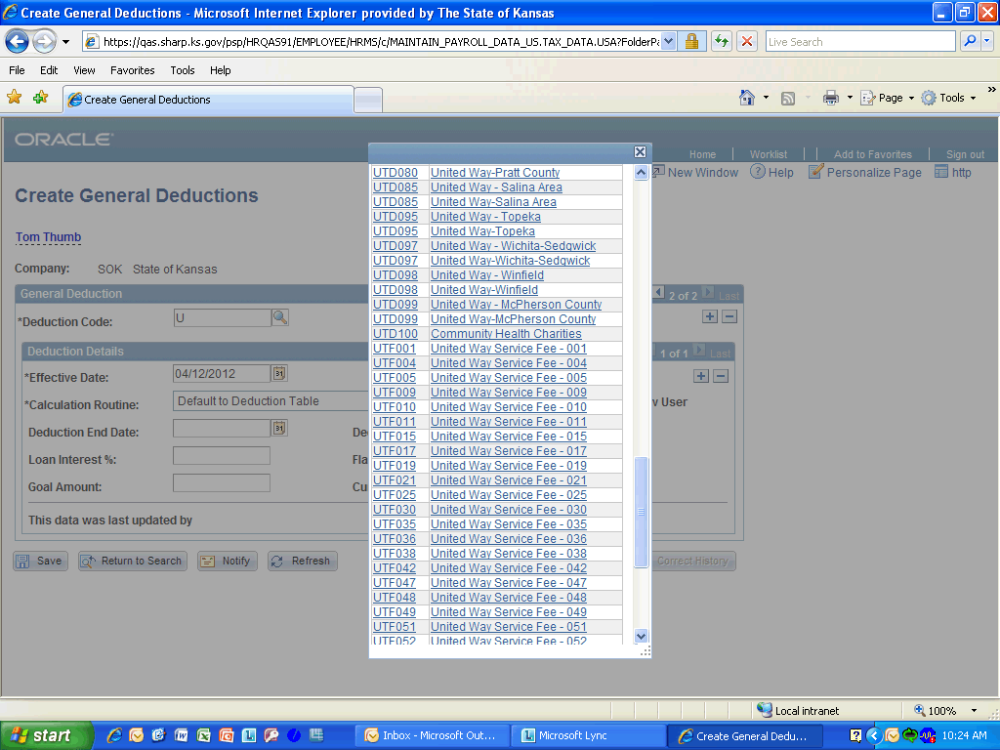 Create General Deductions - Microsoft Internet Explorer provided by The State of Kansas
https://qas.sharp.ks.gov/psp/HRQAS91/EMPLOYEE/HRMS/c/MAINTAIN_PAYROLL_DATA_US.TAX_DATA.USA?FolderPa
Live Search
File Edit View Favorites Tools Help
Create General Deductions
Page Tools
ORACLE
Home Worklist Add to Favorites Sign out
New Window Help Personalize Page http
Create General Deductions
Tom Thumb
Company: SOK State of Kansas
General Deduction 2 of 2 Last
*Deduction Code: U
Deduction Details 1 of 1 Last
*Effective Date: 04/12/2012
*Calculation Routine: Default to Deduction Table
w User
Deduction End Date: Dec
Loan Interest %: Fla
Goal Amount: Cu
This data was last updated by
Save Return to Search Notify Refresh Correct History
UTD080 United Way-Pratt County
UTD085 United Way - Salina Area
UTD085 United Way-Salina Area
UTD095 United Way - Topeka
UTD095 United Way-Topeka
UTD097 United Way - Wichita-Sedgwick
UTD097 United Way-Wichita-Sedgwick
UTD098 United Way - Winfield
UTD098 United Way-Winfield
UTD099 United Way - McPherson County
UTD099 United Way-McPherson County
UTD100 Community Health Charities
UTF001 United Way Service Fee - 001
UTF004 United Way Service Fee - 004
UTF005 United Way Service Fee - 005
UTF009 United Way Service Fee - 009
UTF010 United Way Service Fee - 010
UTF011 United Way Service Fee - 011
UTF015 United Way Service Fee - 015
UTF017 United Way Service Fee - 017
UTF019 United Way Service Fee - 019
UTF021 United Way Service Fee - 021
UTF025 United Way Service Fee - 025
UTF030 United Way Service Fee - 030
UTF035 United Way Service Fee - 035
UTF036 United Way Service Fee - 036
UTF038 United Way Service Fee - 038
UTF042 United Way Service Fee - 042
UTF047 United Way Service Fee - 047
UTF048 United Way Service Fee - 048
UTF049 United Way Service Fee - 049
UTF051 United Way Service Fee - 051
UTF052 United Way Service Fee - 052
Local intranet 100%
start Inbox - Microsoft Out... Microsoft Lync Create General Dedu... 10:24 AM